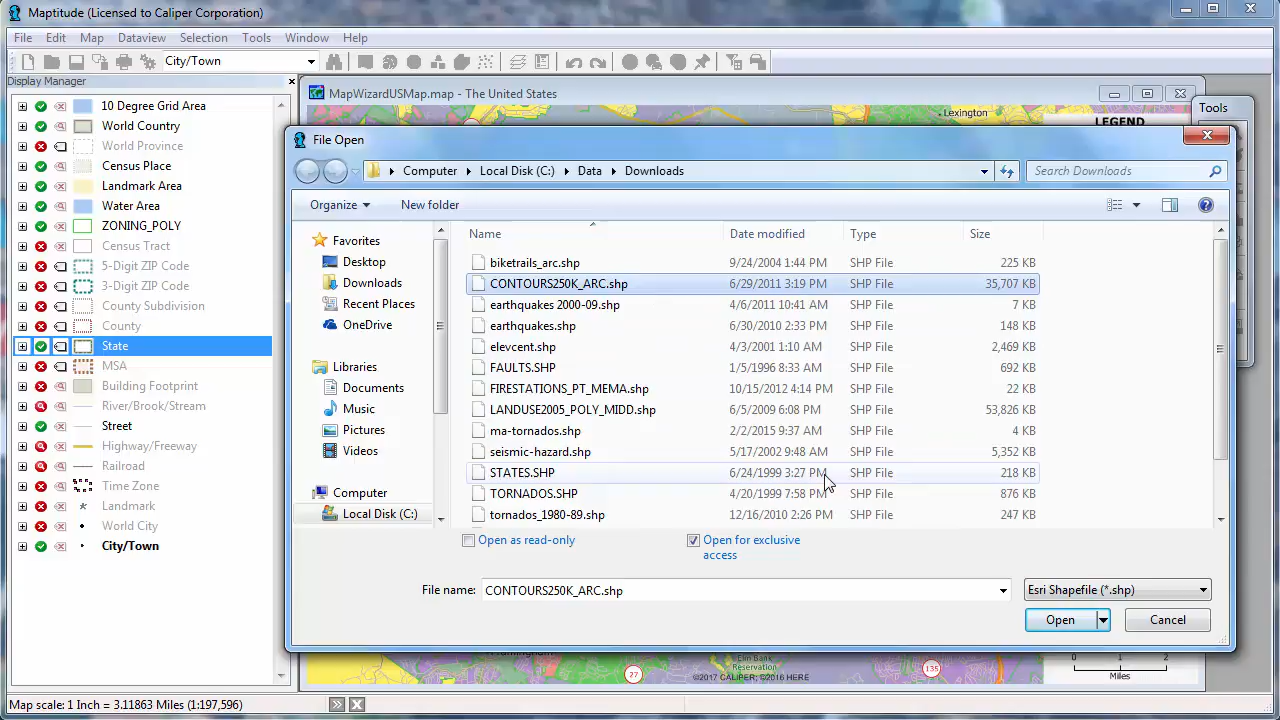 Maptitude (Licensed to Caliper Corporation)
File Edit Map Dataview Selection Tools Window Help
City/Town
Display Manager
10 Degree Grid Area
World Country
World Province
Census Place
Landmark Area
Water Area
ZONING_POLY
Census Tract
5-Digit ZIP Code
3-Digit ZIP Code
County Subdivision
County
State
MSA
Building Footprint
River/Brook/Stream
Street
Highway/Freeway
Railroad
Time Zone
Landmark
World City
City/Town
MapWizardUSMap.map - The United States
Lexington
LEGEND
Tools
File Open
Computer Local Disk (C:) Data Downloads
Search Downloads
Organize New folder
Favorites
Desktop
Downloads
Recent Places
OneDrive
Libraries
Documents
Music
Pictures
Videos
Computer
Local Disk (C:)
Name Date modified Type Size
biketrails_arc.shp 9/24/2004 1:44 PM SHP File 225 KB
CONTOURS250K_ARC.shp 6/29/2011 3:19 PM SHP File 35,707 KB
earthquakes 2000-09.shp 4/6/2011 10:41 AM SHP File 7 KB
earthquakes.shp 6/30/2010 2:33 PM SHP File 148 KB
elevcent.shp 4/3/2001 1:10 AM SHP File 2,469 KB
FAULTS.SHP 1/5/1996 8:33 AM SHP File 692 KB
FIRESTATIONS_PT_MEMA.shp 10/15/2012 4:14 PM SHP File 22 KB
LANDUSE2005_POLY_MIDD.shp 6/5/2009 6:08 PM SHP File 53,826 KB
ma-tornados.shp 2/2/2015 9:37 AM SHP File 4 KB
seismic-hazard.shp 5/17/2002 9:48 AM SHP File 5,352 KB
STATES.SHP 6/24/1999 3:27 PM SHP File 218 KB
TORNADOS.SHP 4/20/1999 7:58 PM SHP File 876 KB
tornados_1980-89.shp 12/16/2010 2:26 PM SHP File 247 KB
Open as read-only
Open for exclusive access
File name: CONTOURS250K_ARC.shp
Esri Shapefile (*.shp)
Open Cancel
Elm Bank
Reservation
27
135
©2017 CALIPER; ©2016 HERE
0 1 2
Miles
Map scale: 1 Inch = 3.11863 Miles (1:197,596)